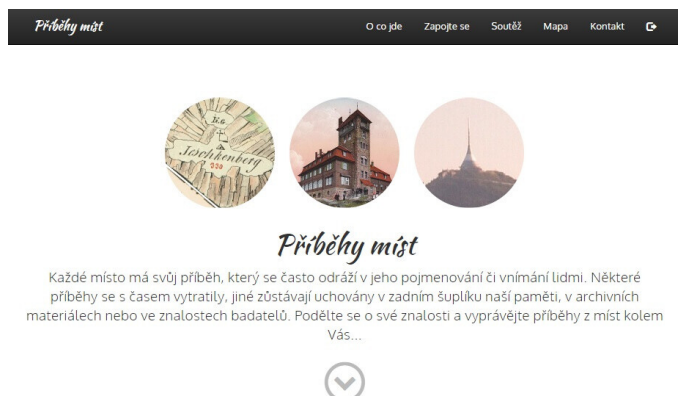 Příběhy míst
O co jde Zapojte se Soutěž Mapa Kontakt
Jeschkenberg
Příběhy míst
Každé místo má svůj příběh, který se často odráží v jeho pojmenování či vnímání lidmi. Některé
příběhy se s časem vytratily, jiné zůstávají uchovány v zadním šuplíku naší paměti, v archivních
materiálech nebo ve znalostech badatelů. Podělte se o své znalosti a vyprávějte příběhy z míst kolem
Vás...